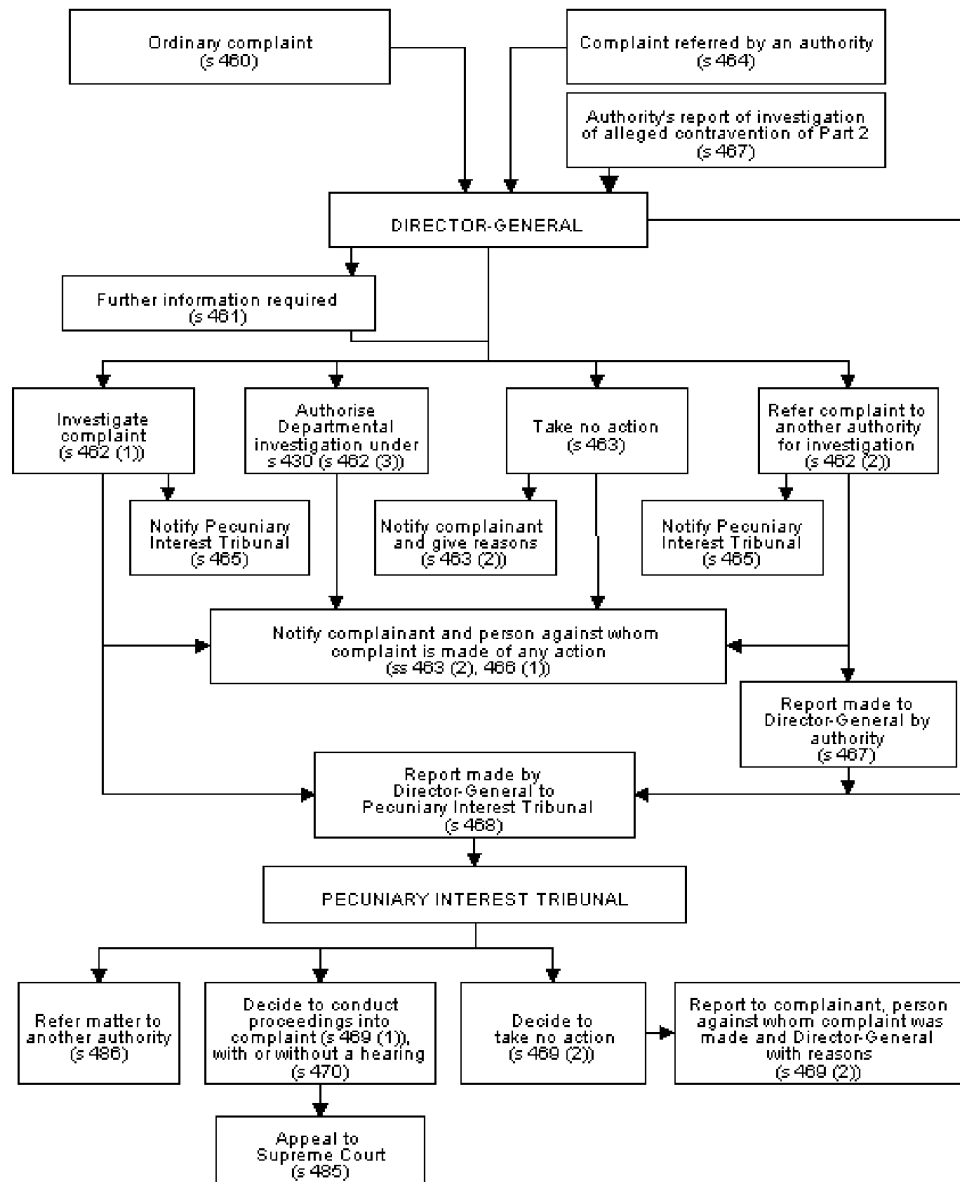 Ordinary complaint
(s 460)
Complaint referred by an authority
(s 464)
Authority's report of investigation
of alleged contravention of Part 2
(s 467)
DIRECTOR-GENERAL
Further information required
(s 461)
Investigate
complaint
(s 462 (1))
Authorise
Departmental
investigation under
s 430 (s 462 (3))
Take no action
(s 463)
Refer complaint to
another authority
for investigation
(s 462 (2))
Notify Pecuniary
Interest Tribunal
(s 465)
Notify complainant
and give reasons
(s 463 (2))
Notify Pecuniary
Interest Tribunal
(s 465)
Notify complainant and person against whom
complaint is made of any action
(ss 463 (2), 466 (1))
Report made to
Director-General by
authority
(s 467)
Report made by
Director-General to
Pecuniary Interest Tribunal
(s 468)
PECUNIARY INTEREST TRIBUNAL
Refer matter to
another authority
(s 486)
Decide to conduct
proceedings into
complaint (s 469 (1)),
with or without a hearing
(s 470)
Decide to
take no action
(s 469 (2))
Report to complainant, person
against whom complaint was
made and Director-General
with reasons
(s 469 (2))
Appeal to
Supreme Court
(s 485)